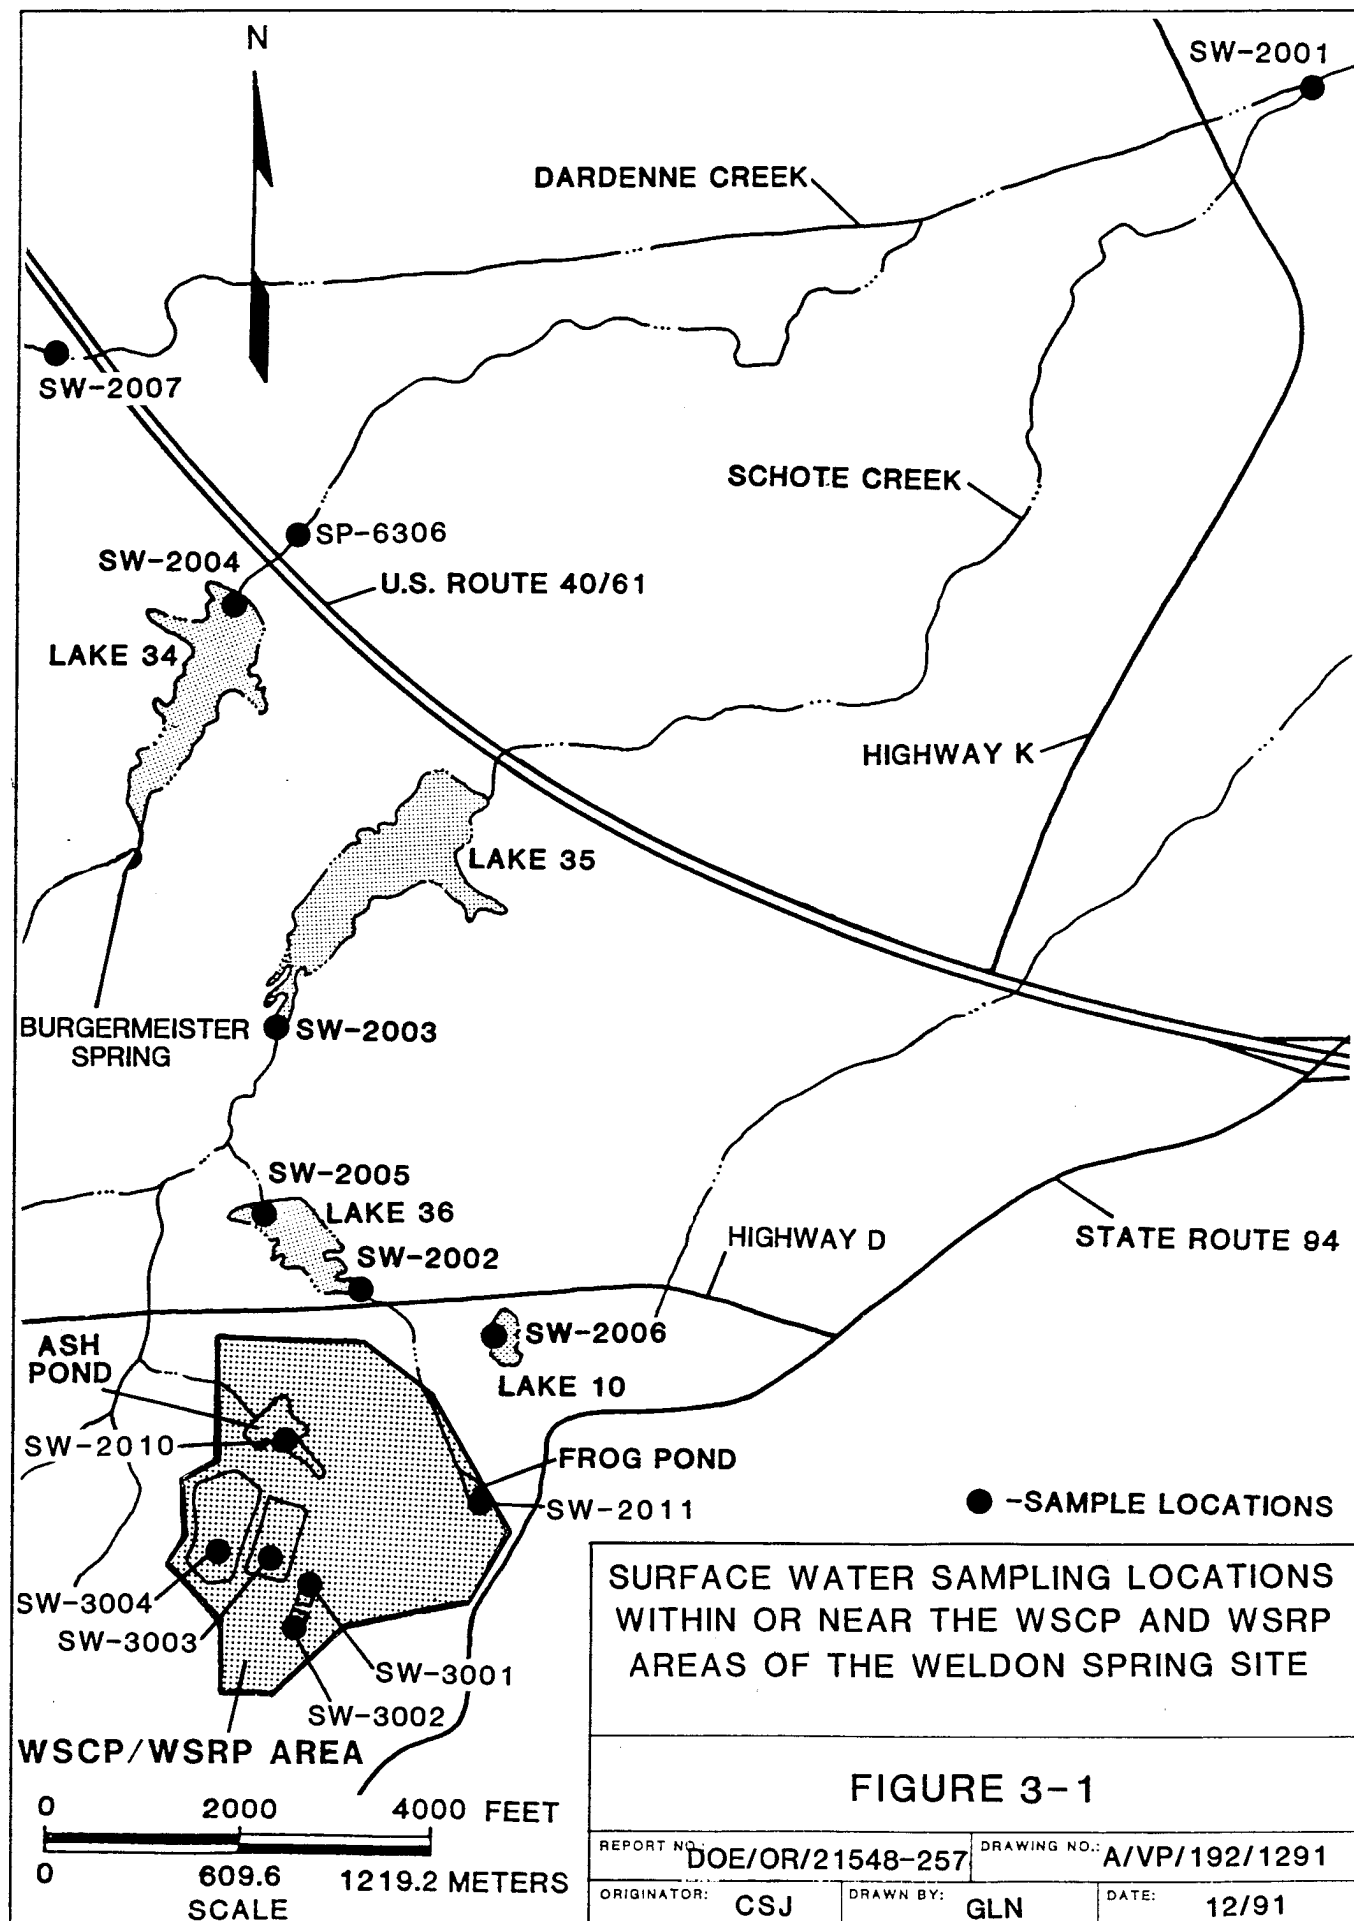 N
SW-2001
DARDENNE CREEK
SW-2007
SCHOTE CREEK
SP-6306
SW-2004
U.S. ROUTE 40/61
LAKE 34
HIGHWAY K
LAKE 35
BURGERMEISTER
SPRING
SW-2003
SW-2005
LAKE 36
HIGHWAY D
STATE ROUTE 94
SW-2002
SW-2006
ASH
POND
LAKE 10
SW-2010
FROG POND
SW-2011
-SAMPLE LOCATIONS
SW-3004
SW-3003
SW-3001
SW-3002
WSCP/WSRP AREA
0 2000 4000 FEET
0 609.6 1219.2 METERS
SCALE
SURFACE WATER SAMPLING LOCATIONS
WITHIN OR NEAR THE WSCP AND WSRP
AREAS OF THE WELDON SPRING SITE
FIGURE 3-1
REPORT NO.: DOE/OR/21548-257 DRAWING NO.: A/VP/192/1291
ORIGINATOR: CSJ DRAWN BY: GLN DATE: 12/91